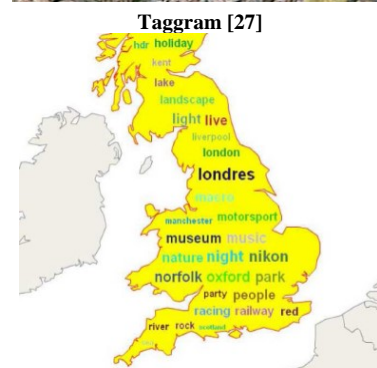 Taggram [27]
hdr holiday
kent
lake
landscape
light live
liverpool
london
londres
macro
manchester motorsport
museum music
nature night nikon
norfolk oxford park
party people
racing railway red
river rock scotland